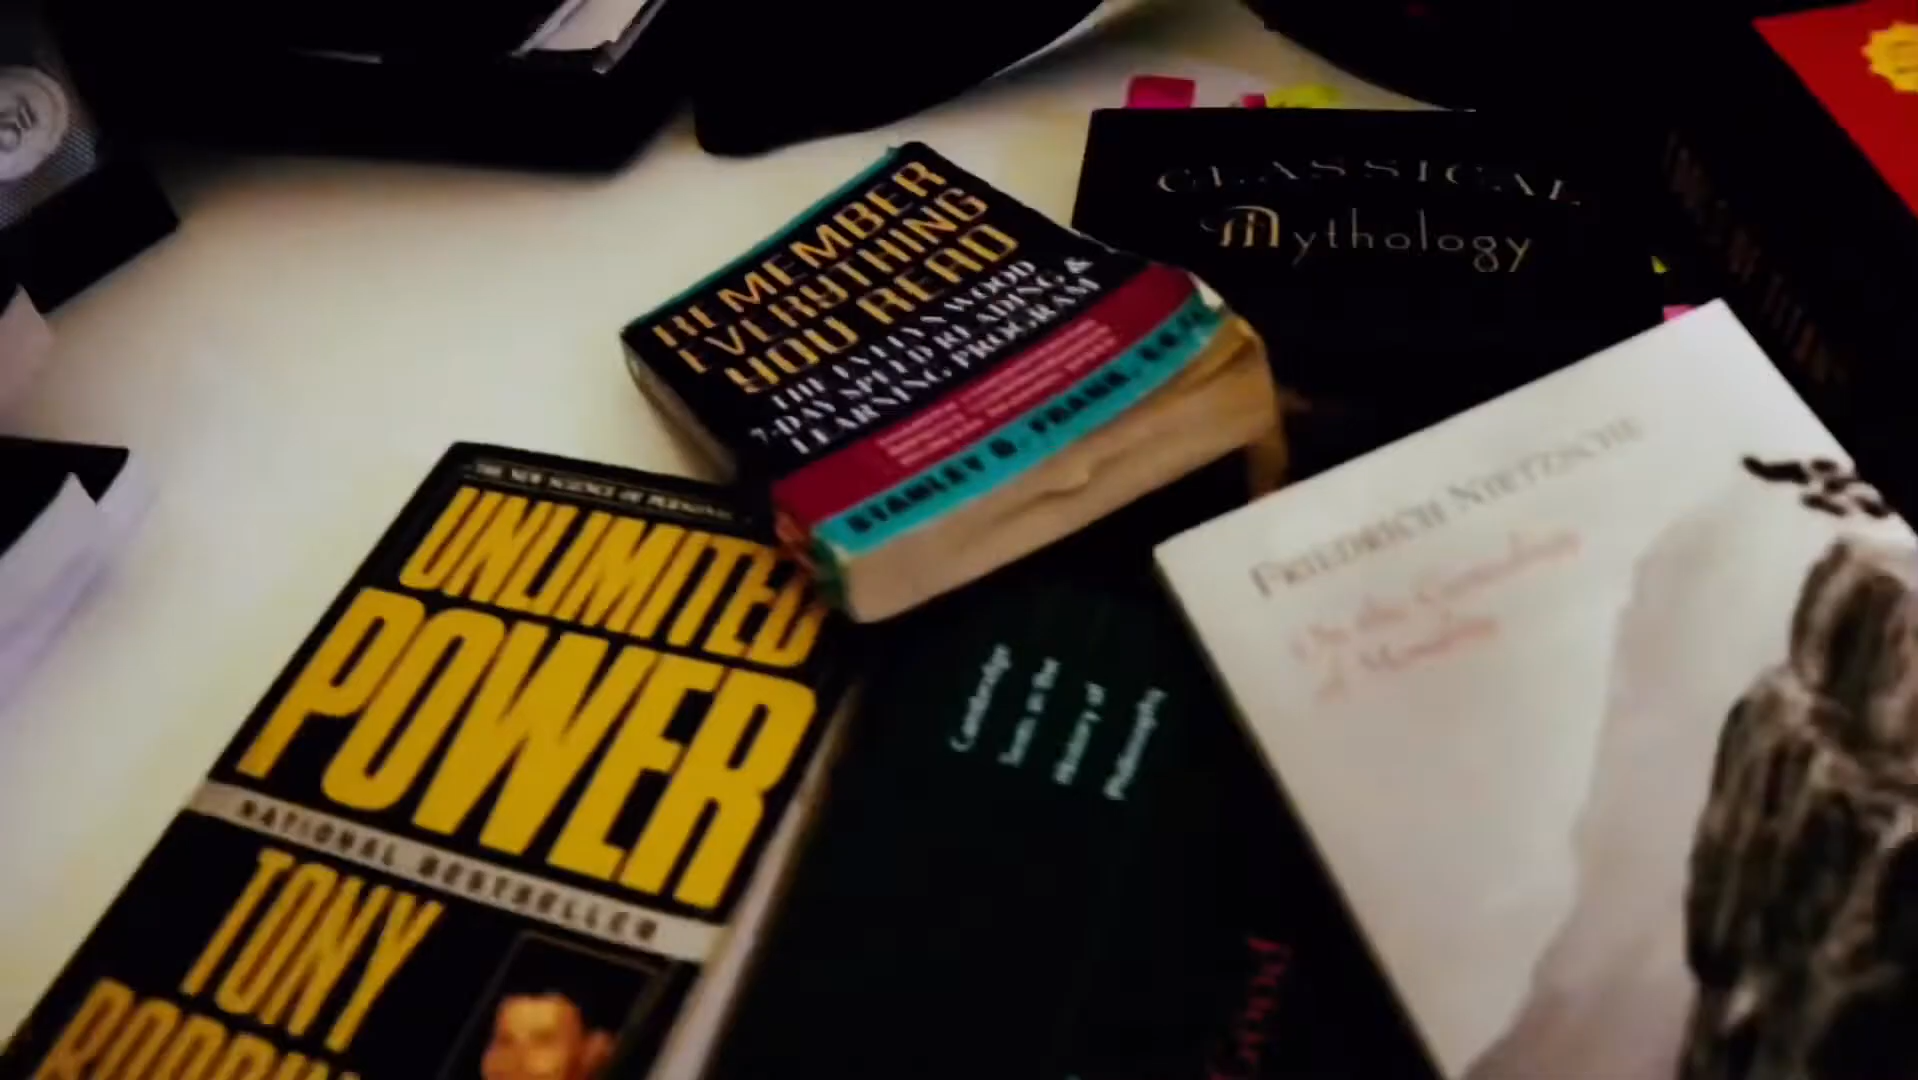 REMEMBER
EVERYTHING
YOU READ
THE EVELYN WOOD
7-DAY SPEED READING &
LEARNING PROGRAM
STANLEY D. FRANK,
CLASSICAL
Mythology
THE NEW SCIENCE OF PERSONAL
UNLIMITED
POWER
NATIONAL BESTSELLER
TONY
Cambridge
Texts in the
History of
Philosophy
Good
FRIEDRICH NIETZSCHE
On the Genealogy
of Morality